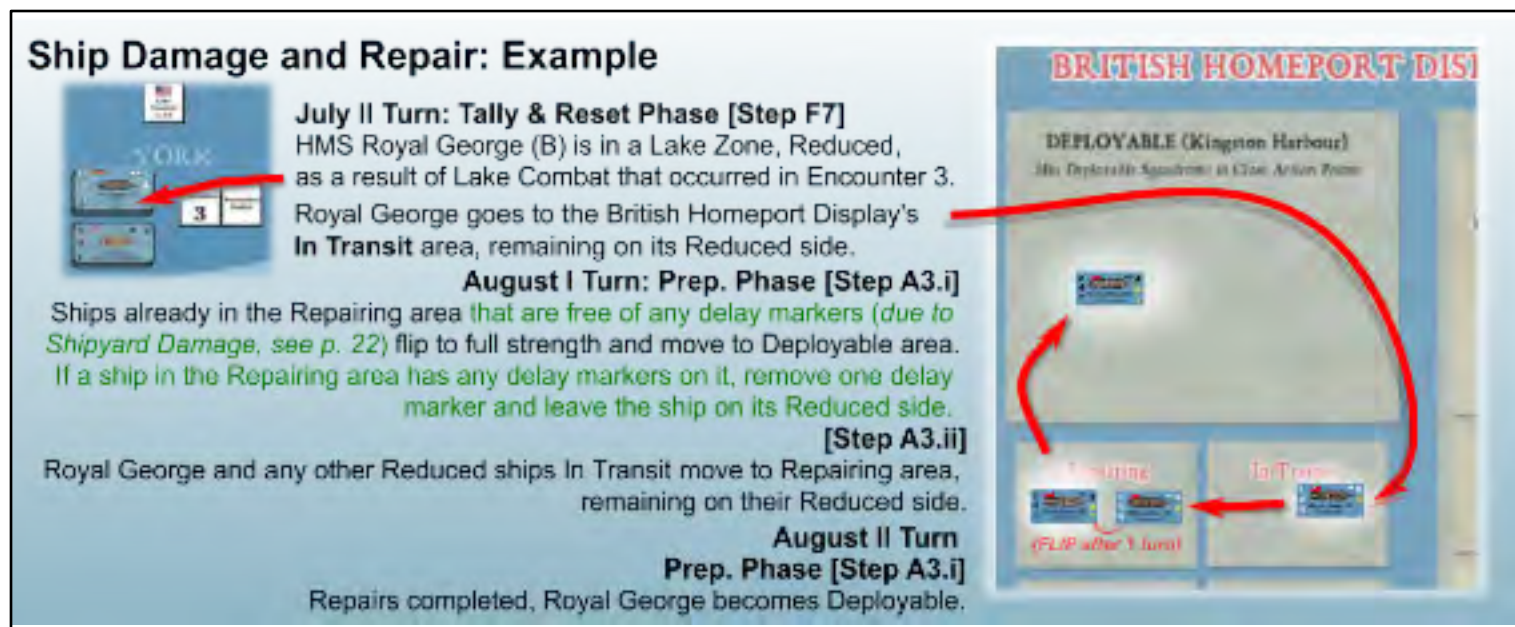 Ship Damage and Repair: Example
YORK
3
July II Turn: Tally & Reset Phase [Step F7]
HMS Royal George (B) is in a Lake Zone, Reduced,
as a result of Lake Combat that occurred in Encounter 3.
Royal George goes to the British Homeport Display's
In Transit area, remaining on its Reduced side.
August I Turn: Prep. Phase [Step A3.i]
Ships already in the Repairing area that are free of any delay markers (due to
Shipyard Damage, see p. 22) flip to full strength and move to Deployable area.
If a ship in the Repairing area has any delay markers on it, remove one delay
marker and leave the ship on its Reduced side.
[Step A3.ii]
Royal George and any other Reduced ships In Transit move to Repairing area,
remaining on their Reduced side.
August II Turn
Prep. Phase [Step A3.i]
Repairs completed, Royal George becomes Deployable.
BRITISH HOMEPORT DISP
DEPLOYABLE (Kingston Harbour)
(FLIP after 1 turn)